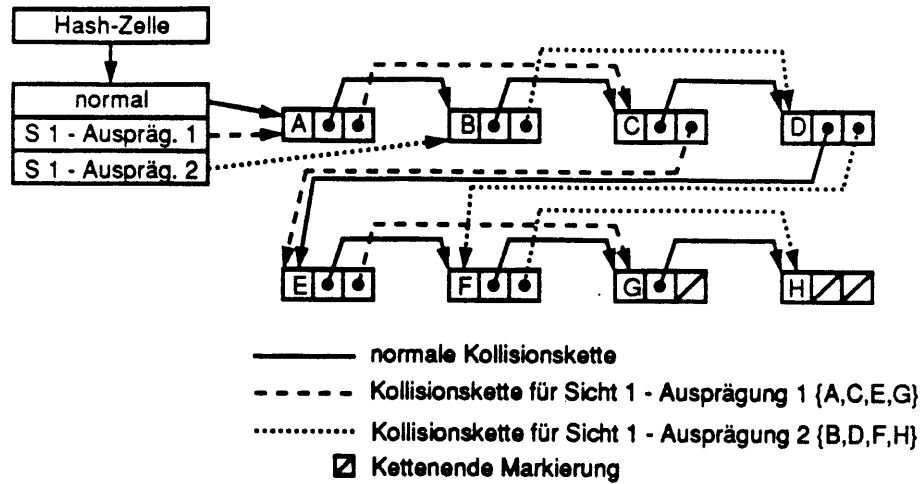 Hash-Zelle
normal
S 1 - Auspräg. 1
S 1 - Auspräg. 2
A B C D
E F G H
normale Kollisionskette
Kollisionskette für Sicht 1 - Ausprägung 1 {A,C,E,G}
Kollisionskette für Sicht 1 - Ausprägung 2 {B,D,F,H}
Kettenende Markierung